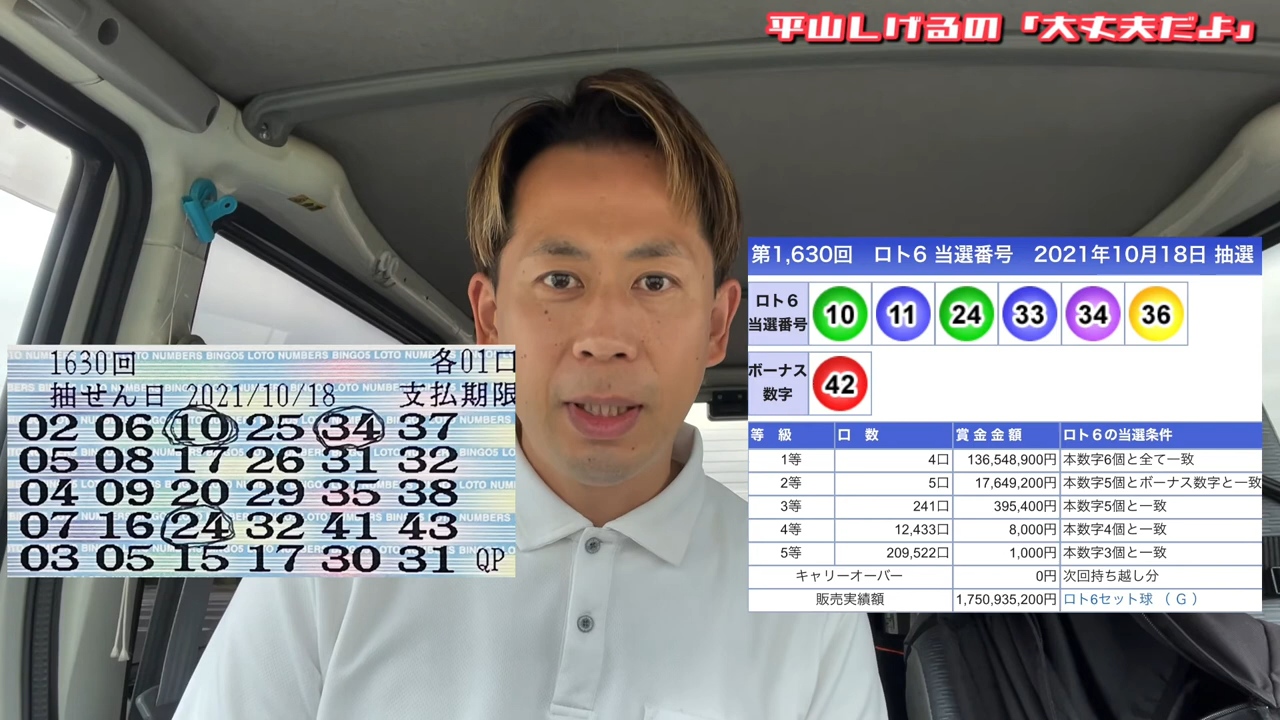 平山しげるの「大丈夫だよ」
1630回 各01口
抽せん日 2021/10/18 支払期限
02 06 10 25 34 37
05 08 17 26 31 32
04 09 20 29 35 38
07 16 24 32 41 43
03 05 15 17 30 31 QP
LOTO NUMBERS BINGO5 LOTO NUMBERS BINGO5 LOTO NUMBERS BINGO5 LOTO NUMBERS
第1,630回 ロト6 当選番号 2021年10月18日 抽選
ロト6 当選番号 10 11 24 33 34 36
ボーナス数字 42
等 級 口 数 賞 金 金 額 ロト6の当選条件
1等 4口 136,548,900円 本数字6個と全て一致
2等 5口 17,649,200円 本数字5個とボーナス数字と一致
3等 241口 395,400円 本数字5個と一致
4等 12,433口 8,000円 本数字4個と一致
5等 209,522口 1,000円 本数字3個と一致
キャリーオーバー 0円 次回持ち越し分
販売実績額 1,750,935,200円 ロト6セット球 ( G )